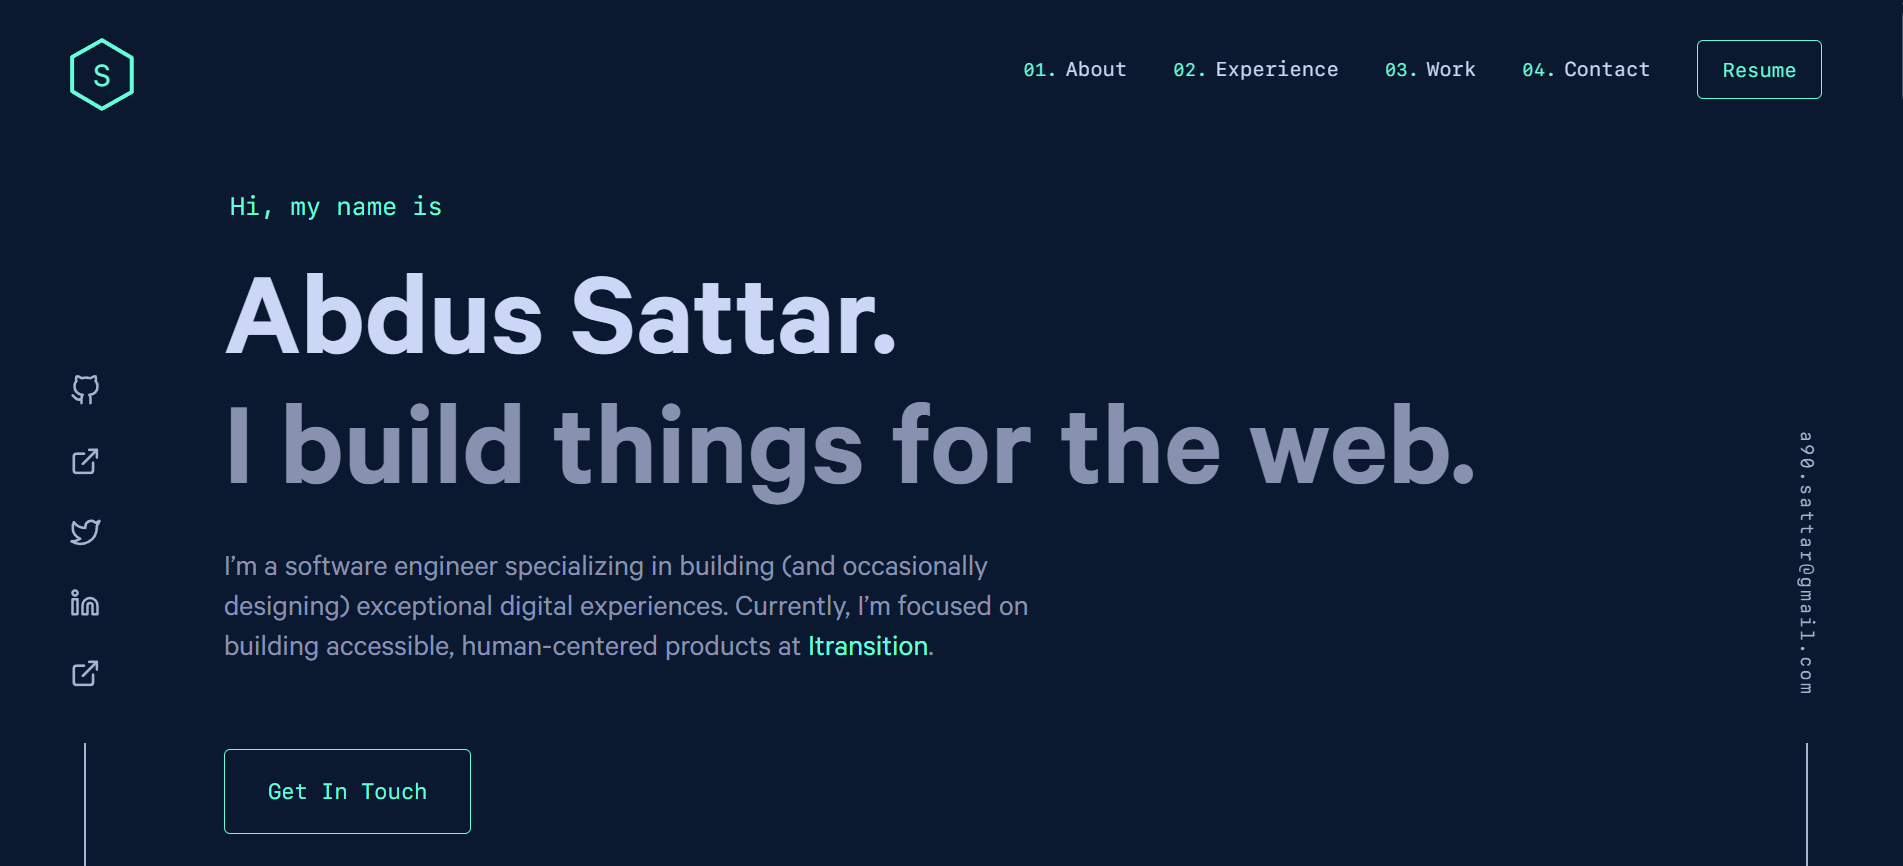 S
01. About
02. Experience
03. Work
04. Contact
Resume
Hi, my name is
Abdus Sattar.
I build things for the web.
I’m a software engineer specializing in building (and occasionally
designing) exceptional digital experiences. Currently, I’m focused on
building accessible, human-centered products at Itransition.
Get In Touch
a90.sattar@gmail.com